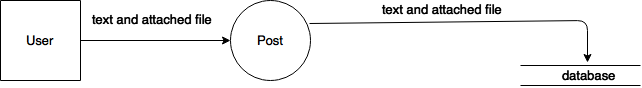 text and attached file
text and attached file
User
Post
database